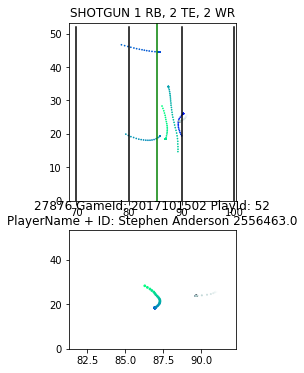 SHOTGUN 1 RB, 2 TE, 2 WR
50
40
30
20
10
0
70 80 90 100
27876 GameId: 2017101502 PlayId: 52
PlayerName + ID: Stephen Anderson 2556463.0
40
20
0
82.5 85.0 87.5 90.0